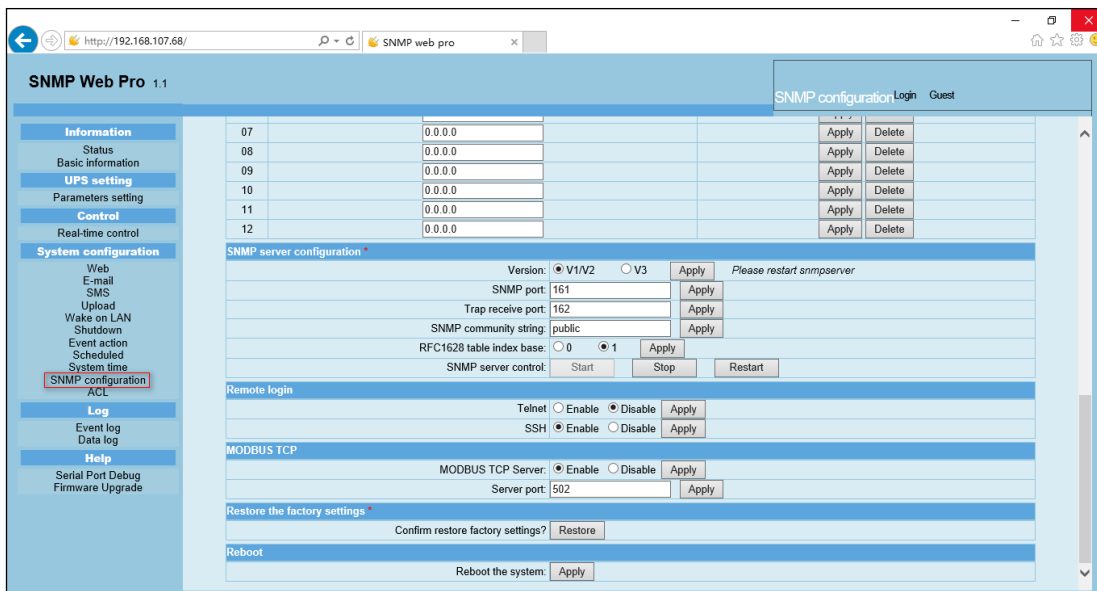 http://192.168.107.68/
SNMP web pro
SNMP Web Pro 1.1
SNMP configuration Login Guest
Information
Status
Basic information
UPS setting
Parameters setting
Control
Real-time control
System configuration
Web
E-mail
SMS
Upload
Wake on LAN
Shutdown
Event action
Scheduled
System time
SNMP configuration
ACL
Log
Event log
Data log
Help
Serial Port Debug
Firmware Upgrade
07 0.0.0.0 Apply Delete
08 0.0.0.0 Apply Delete
09 0.0.0.0 Apply Delete
10 0.0.0.0 Apply Delete
11 0.0.0.0 Apply Delete
12 0.0.0.0 Apply Delete
SNMP server configuration *
Version: V1/V2 V3 Apply Please restart snmpserver
SNMP port: 161 Apply
Trap receive port: 162 Apply
SNMP community string: public Apply
RFC1628 table index base: 0 1 Apply
SNMP server control: Start Stop Restart
Remote login
Telnet Enable Disable Apply
SSH Enable Disable Apply
MODBUS TCP
MODBUS TCP Server: Enable Disable Apply
Server port: 502 Apply
Restore the factory settings *
Confirm restore factory settings? Restore
Reboot
Reboot the system: Apply